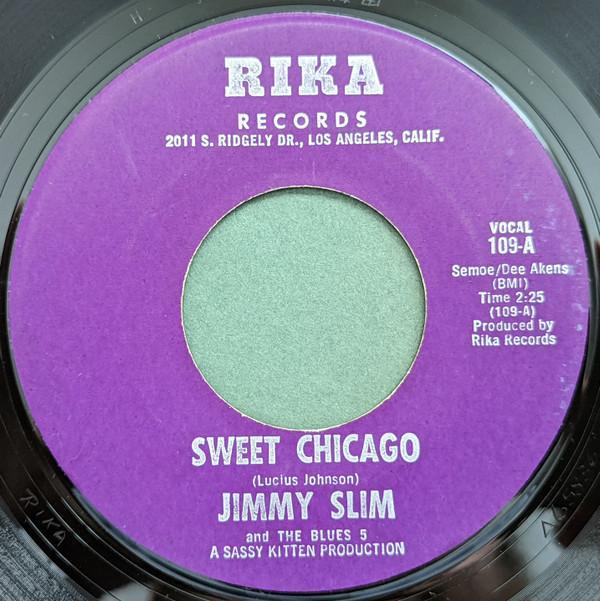 RIKA
RECORDS
2011 S. RIDGELY DR., LOS ANGELES, CALIF.
VOCAL
109-A
Semoe/Dee Akens
(BMI)
Time 2:25
(109-A)
Produced by
Rika Records
SWEET CHICAGO
(Lucius Johnson)
JIMMY SLIM
and THE BLUES 5
A SASSY KITTEN PRODUCTION
RIKA